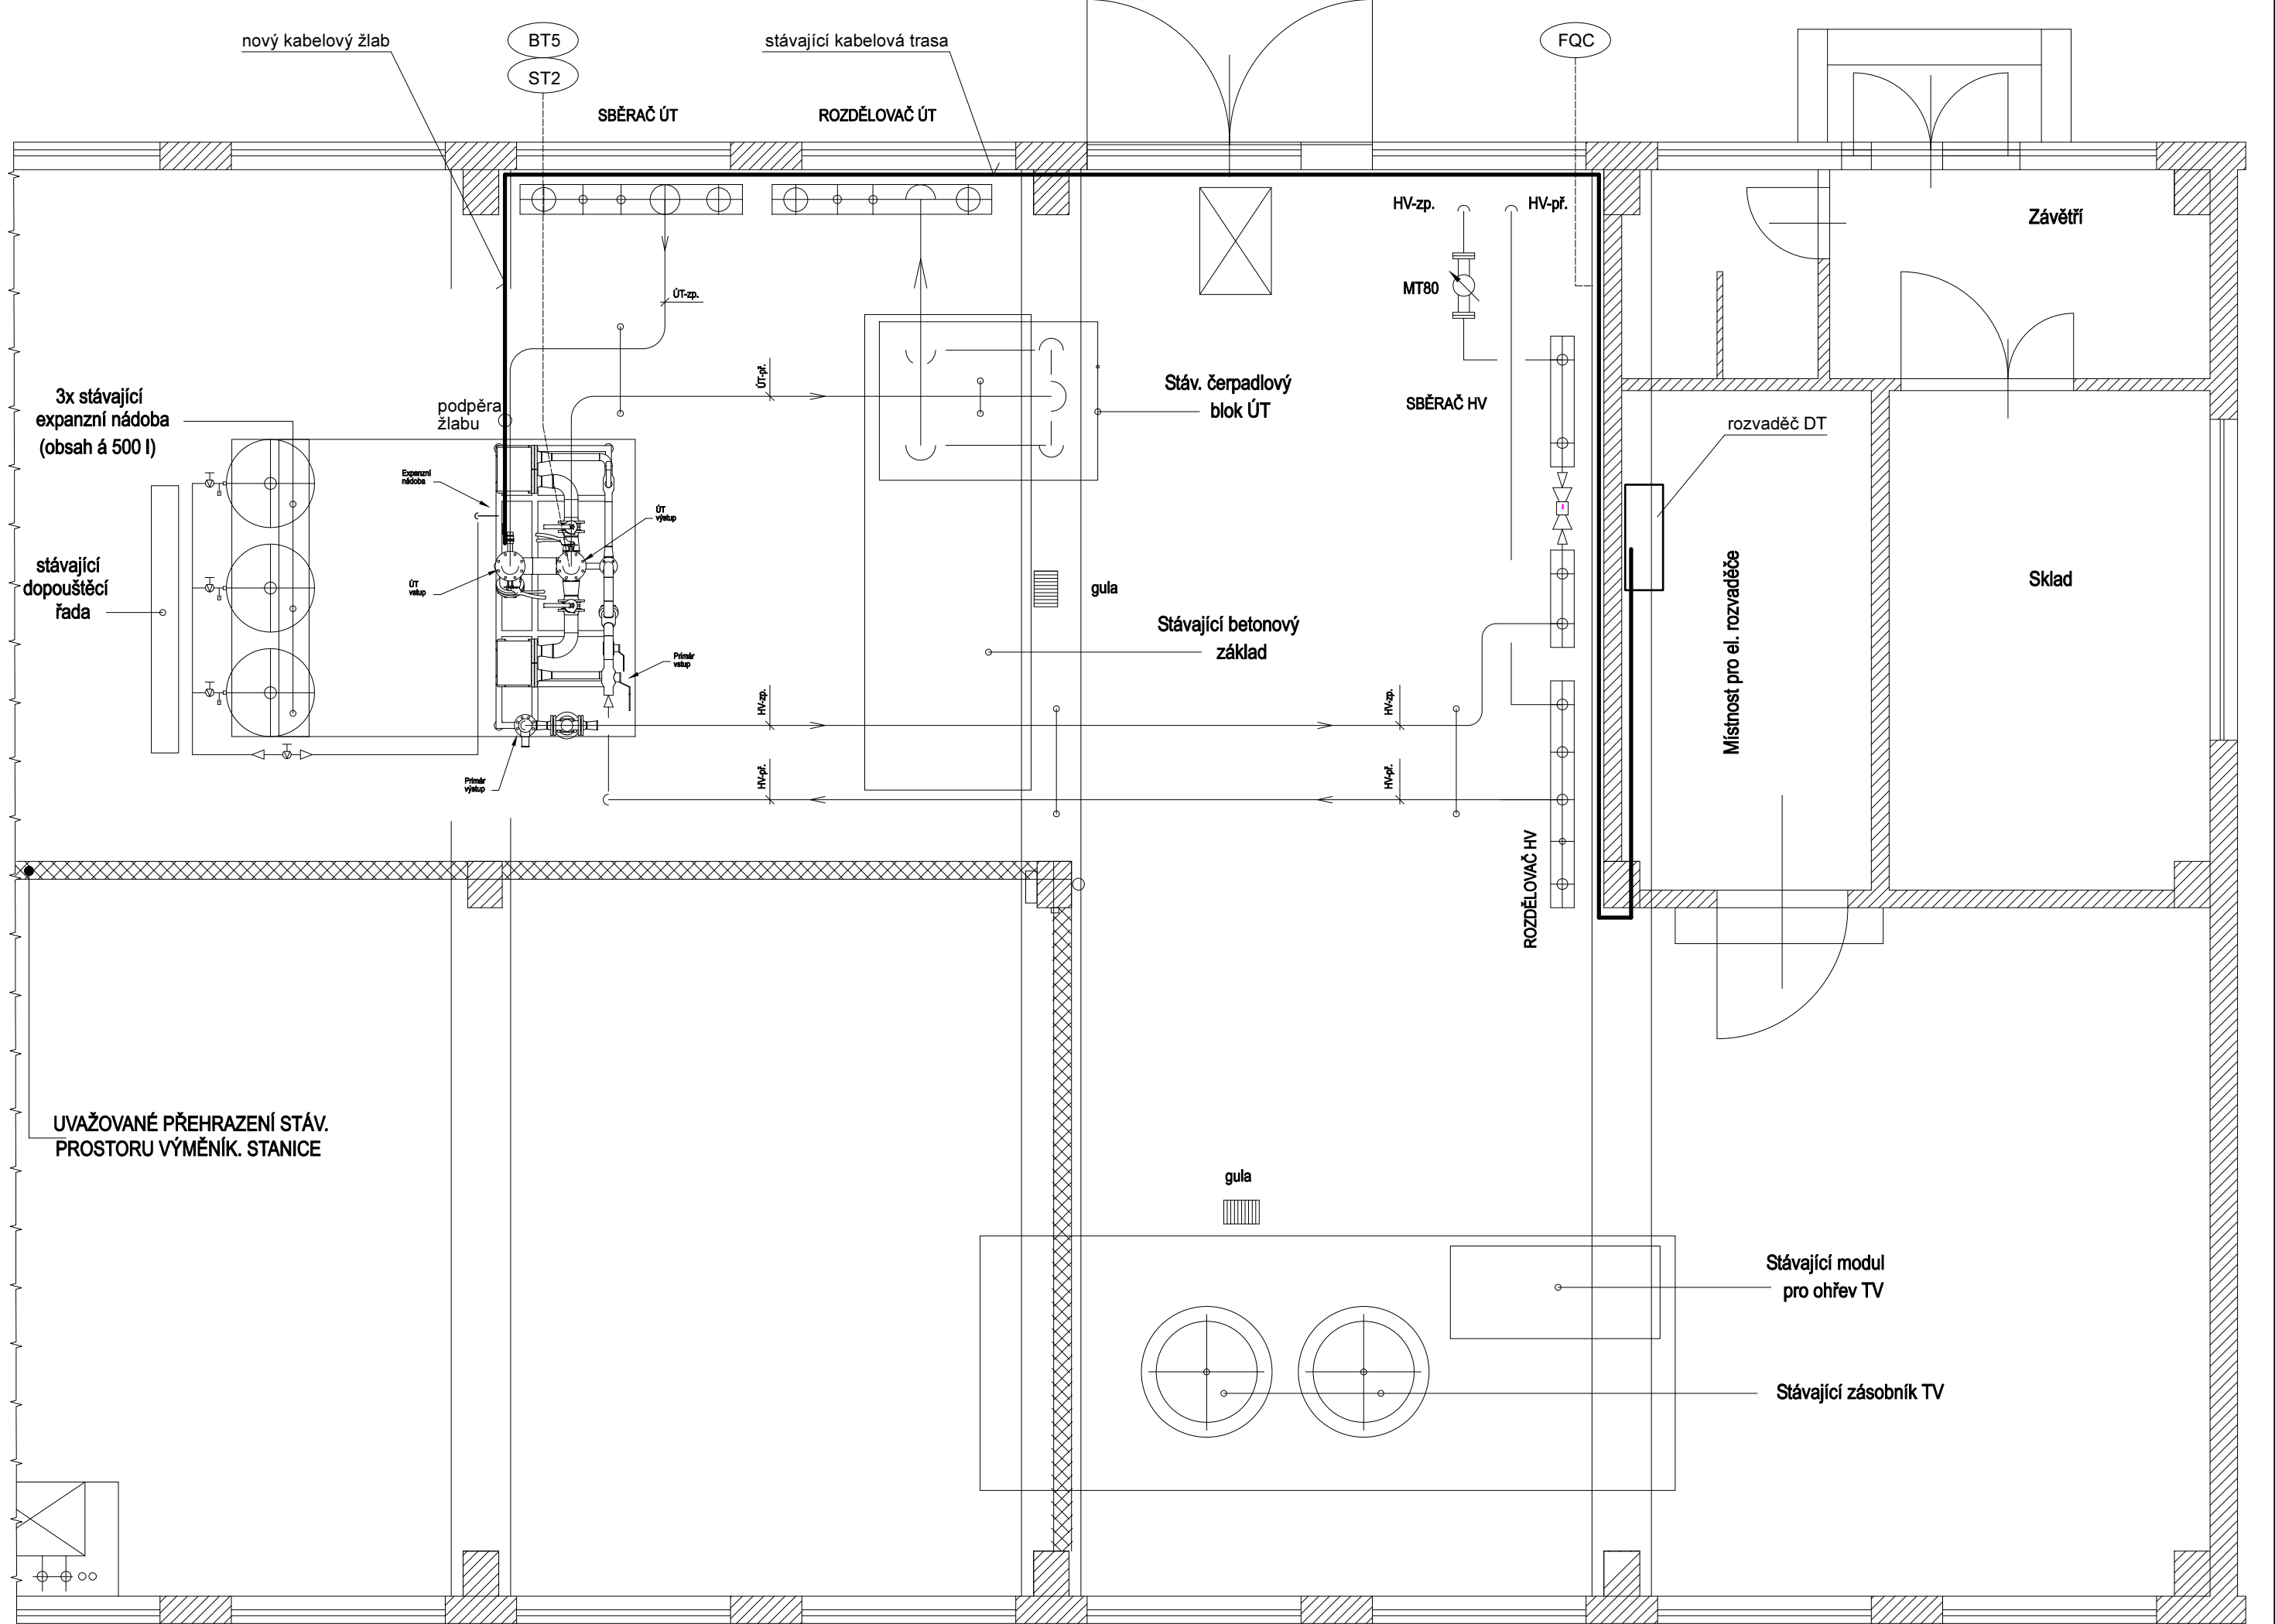 nový kabelový žlab
BT5
ST2
stávající kabelová trasa
FQC
SBĚRAČ ÚT
ROZDĚLOVAČ ÚT
HV-zp.
HV-př.
Závětří
ÚT-zp.
MT80
ÚT-př.
3x stávající
expanzní nádoba
(obsah á 500 l)
podpěra
žlabu
Stáv. čerpadlový
blok ÚT
SBĚRAČ HV
rozvaděč DT
Expanzní
nádoba
ÚT
výstup
stávající
dopouštěcí
řada
ÚT
vstup
gula
Stávající betonový
základ
Místnost pro el. rozvaděče
Sklad
Primár
vstup
HV-zp.
HV-zp.
Primár
výstup
HV-př.
HV-př.
ROZDĚLOVAČ HV
UVAŽOVANÉ PŘEHRAZENÍ STÁV.
PROSTORU VÝMĚNÍK. STANICE
gula
Stávající modul
pro ohřev TV
Stávající zásobník TV